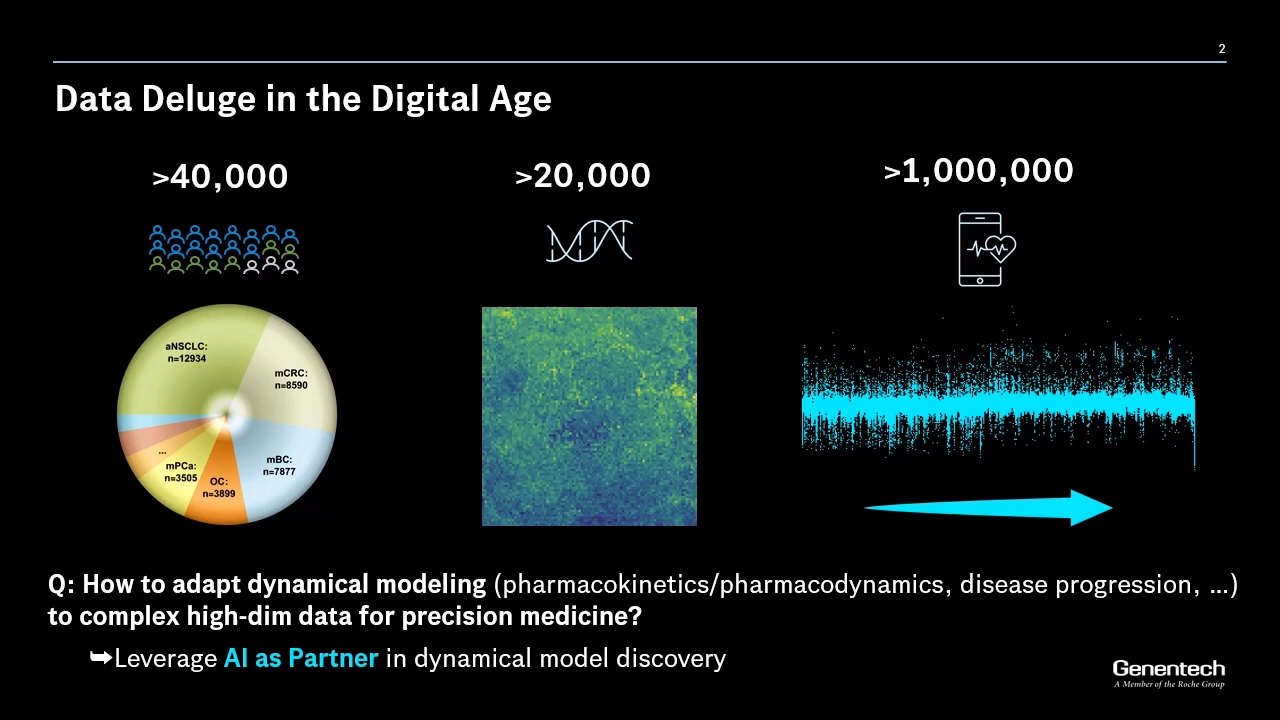 2
Data Deluge in the Digital Age
>40,000
>20,000
>1,000,000
aNSCLC:
n=12934
mCRC:
n=8590
mBC:
n=7877
OC:
n=3899
mPCa:
n=3505
...
Q: How to adapt dynamical modeling (pharmacokinetics/pharmacodynamics, disease progression, ...)
to complex high-dim data for precision medicine?
➥Leverage AI as Partner in dynamical model discovery
Genentech
A Member of the Roche Group